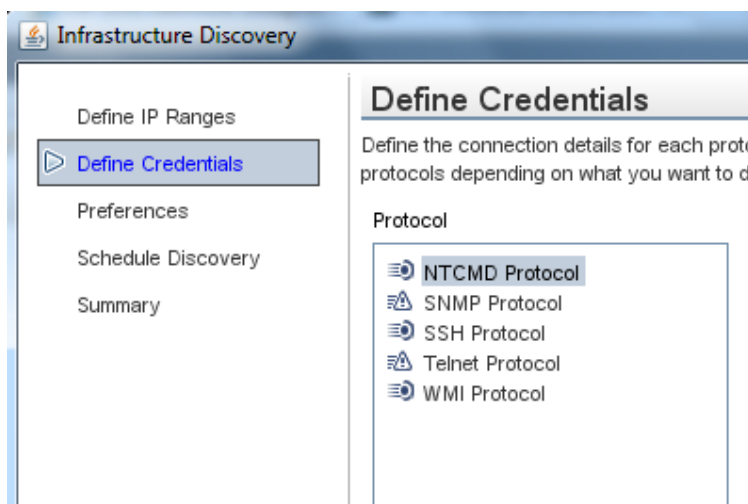 Infrastructure Discovery
Define IP Ranges
Define Credentials
Preferences
Schedule Discovery
Summary
Define Credentials
Define the connection details for each
protocols depending on what you want to
Protocol
NTCMD Protocol
SNMP Protocol
SSH Protocol
Telnet Protocol
WMI Protocol